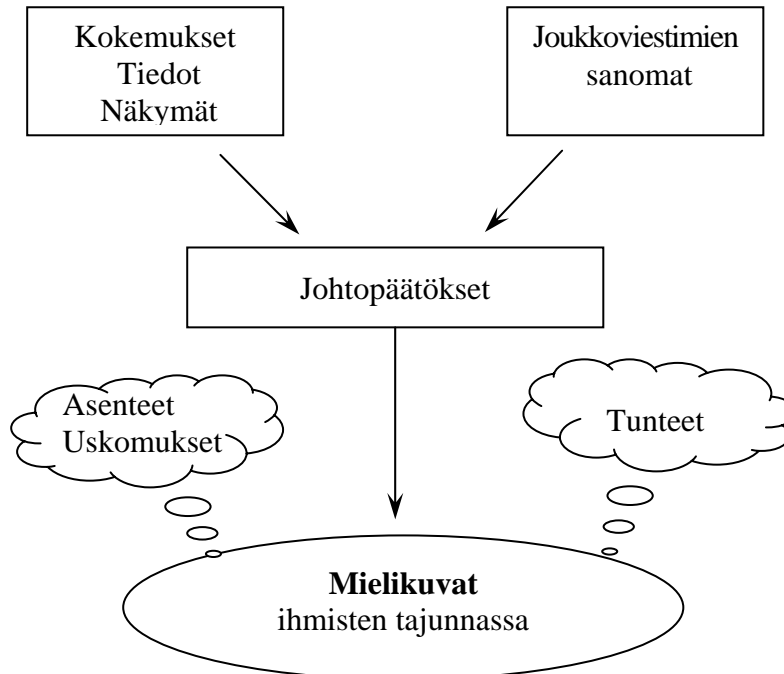 Kokemukset
Tiedot
Näkymät
Joukkoviestimien
sanomat
Johtopäätökset
Asenteet
Uskomukset
Tunteet
Mielikuvat
ihmisten tajunnassa